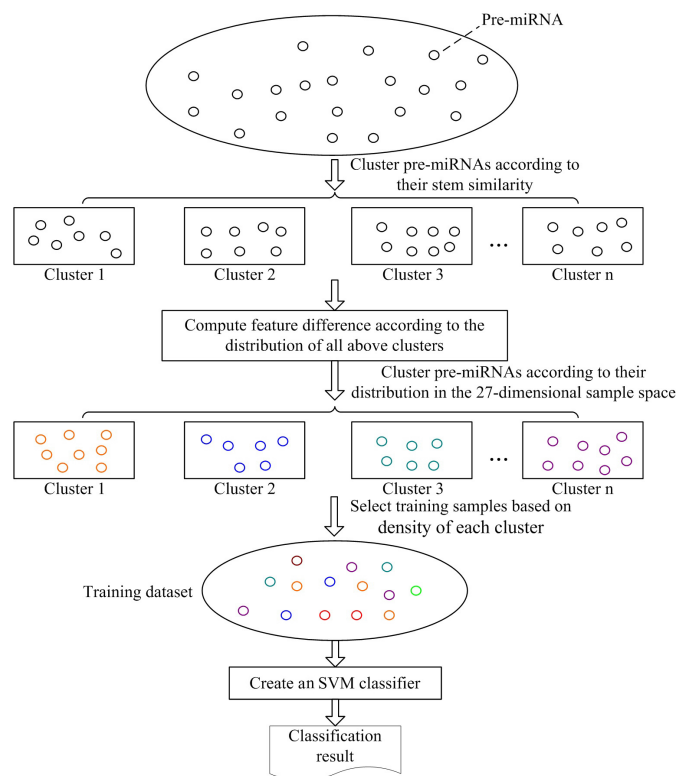 Pre-miRNA
Cluster pre-miRNAs according to
their stem similarity
...
Cluster 1
Cluster 2
Cluster 3
Cluster n
Compute feature difference according to the
distribution of all above clusters
Cluster pre-miRNAs according to their
distribution in the 27-dimensional sample space
...
Cluster 1
Cluster 2
Cluster 3
Cluster n
Select training samples based on
density of each cluster
Training dataset
Create an SVM classifier
Classification
result